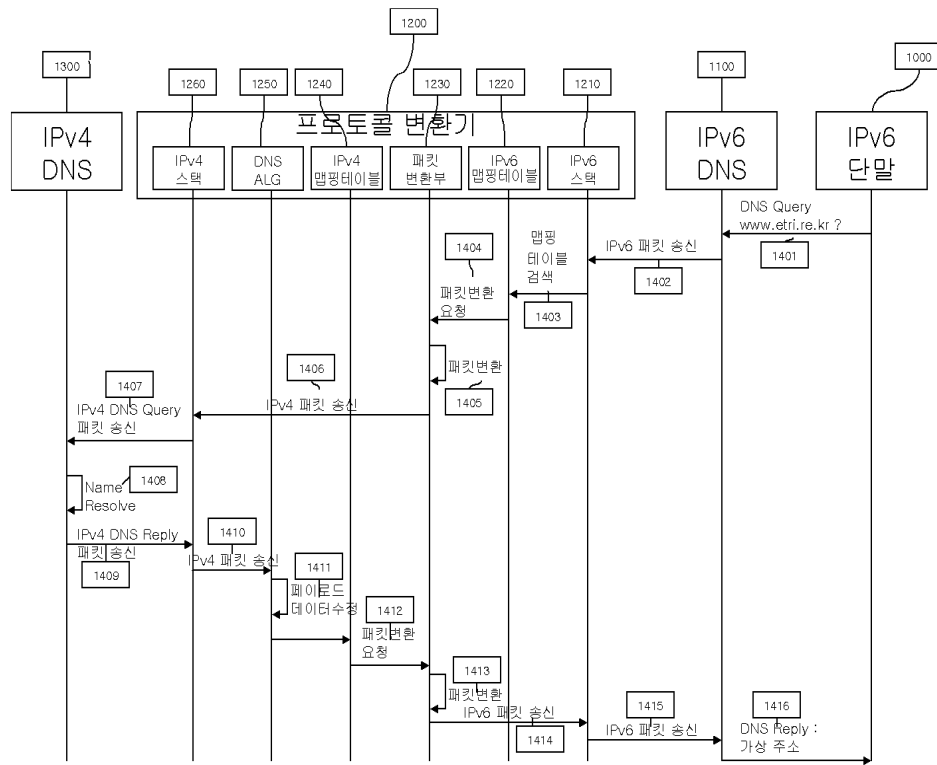 1200
1300
1260
1250
1240
1230
1220
1210
1100
1000
프로토콜 변환기
IPv4
DNS
IPv4
스택
DNS
ALG
IPv4
맵핑테이블
패킷
변환부
IPv6
맵핑테이블
IPv6
스택
IPv6
DNS
IPv6
단말
DNS Query
www.etri.re.kr ?
1401
IPv6 패킷 송신
1402
맵핑
테이블
검색
1403
1404
패킷변환
요청
패킷변환
1405
1406
IPv4 패킷 송신
1407
IPv4 DNS Query
패킷 송신
1408
Name
Resolve
IPv4 DNS Reply
패킷 송신
1409
1410
IPv4 패킷 송신
1411
페이로드
데이터수정
1412
패킷변환
요청
1413
패킷변환
IPv6 패킷 송신
1414
1415
IPv6 패킷 송신
1416
DNS Reply :
가상 주소